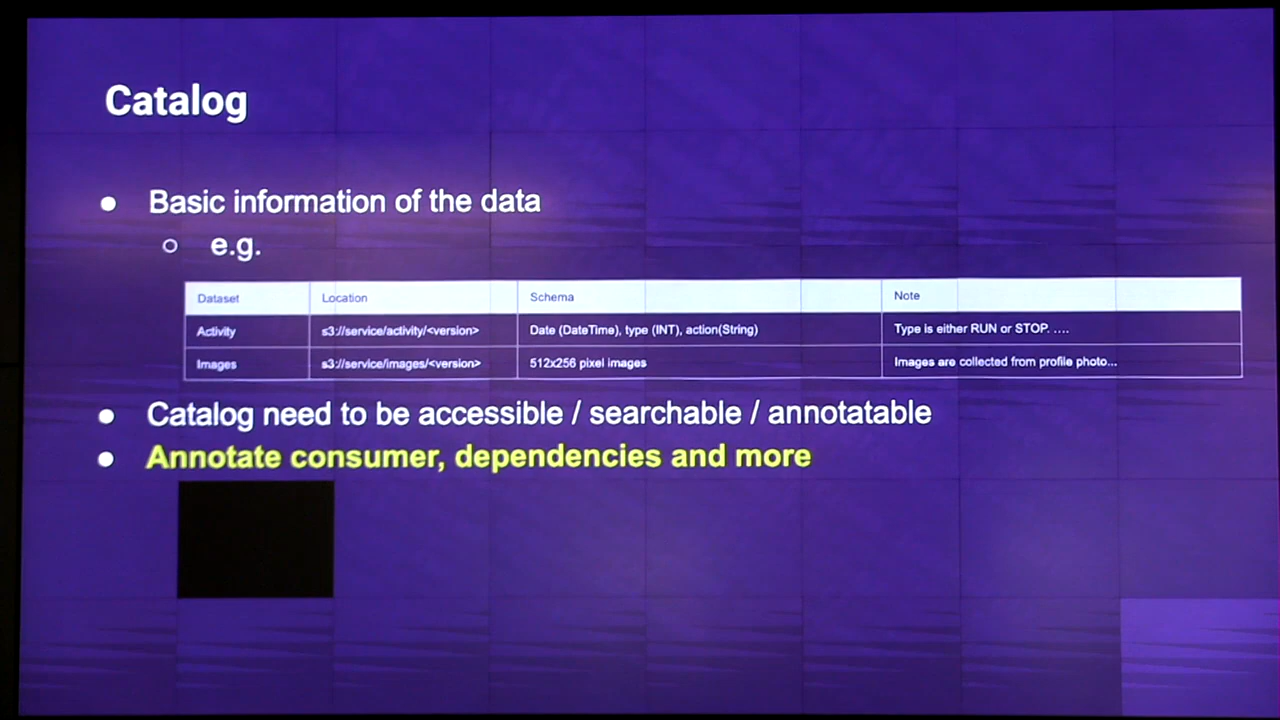 Catalog
● Basic information of the data
○ e.g.
Dataset Location Schema Note
Activity s3://service/activity/<version> Date (DateTime), type (INT), action(String) Type is either RUN or STOP. ....
Images s3://service/images/<version> 512x256 pixel images Images are collected from profile photo...
● Catalog need to be accessible / searchable / annotatable
● Annotate consumer, dependencies and more